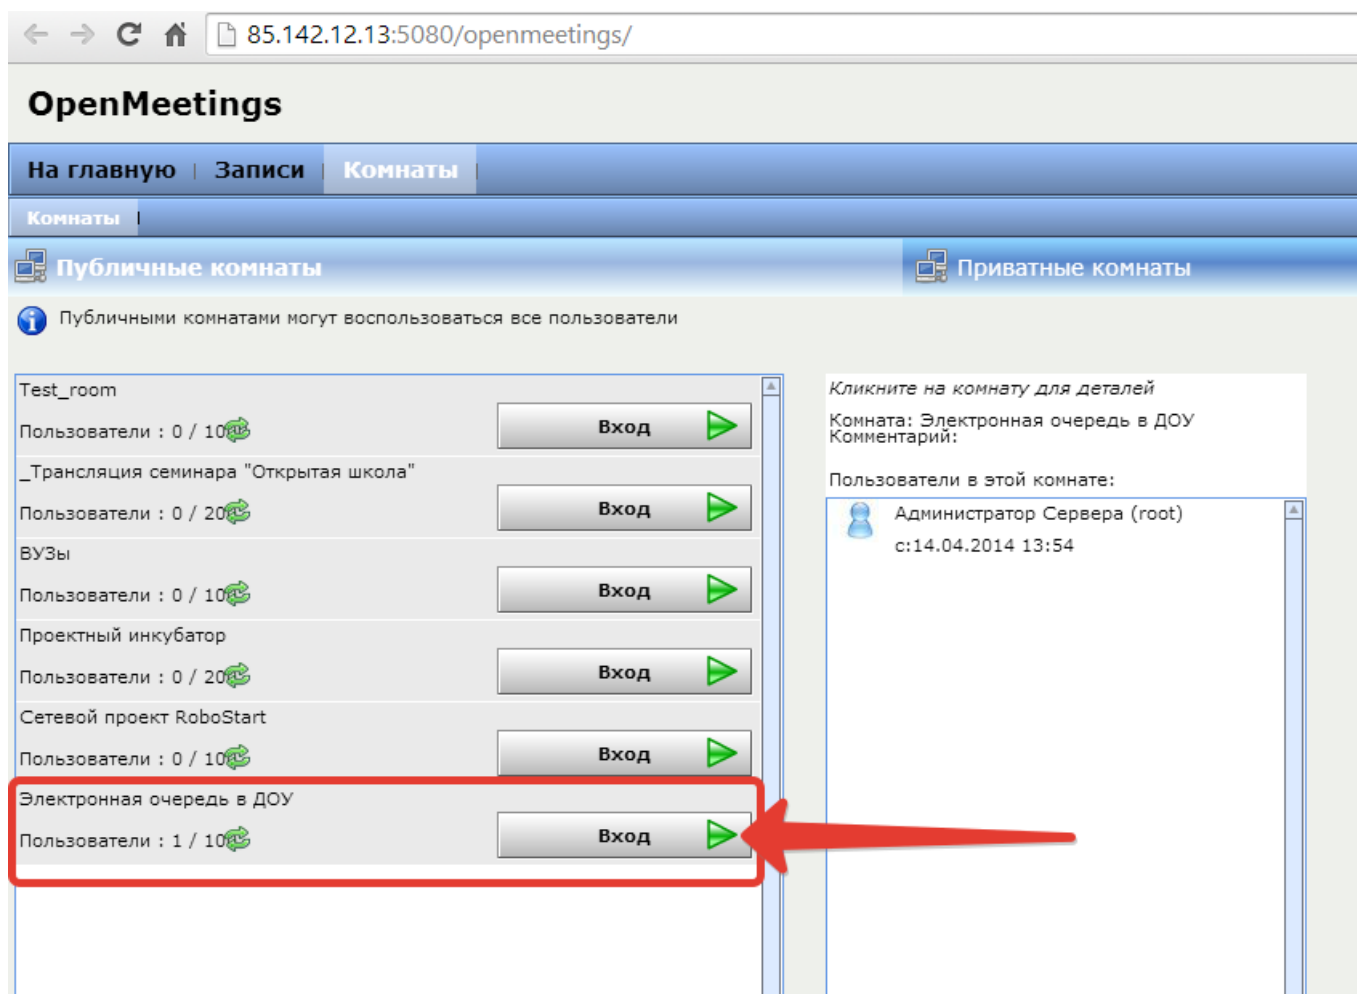 85.142.12.13:5080/openmeetings/
OpenMeetings
На главную | Записи | Комнаты |
Комнаты |
Публичные комнаты
Приватные комнаты
Публичными комнатами могут воспользоваться все пользователи
Test_room
Пользователи : 0 / 10
Вход
_Трансляция семинара "Открытая школа"
Пользователи : 0 / 20
Вход
ВУЗы
Пользователи : 0 / 10
Вход
Проектный инкубатор
Пользователи : 0 / 20
Вход
Сетевой проект RoboStart
Пользователи : 0 / 10
Вход
Электронная очередь в ДОУ
Пользователи : 1 / 10
Вход
Кликните на комнату для деталей
Комната: Электронная очередь в ДОУ
Комментарий:
Пользователи в этой комнате:
Администратор Сервера (root)
с:14.04.2014 13:54